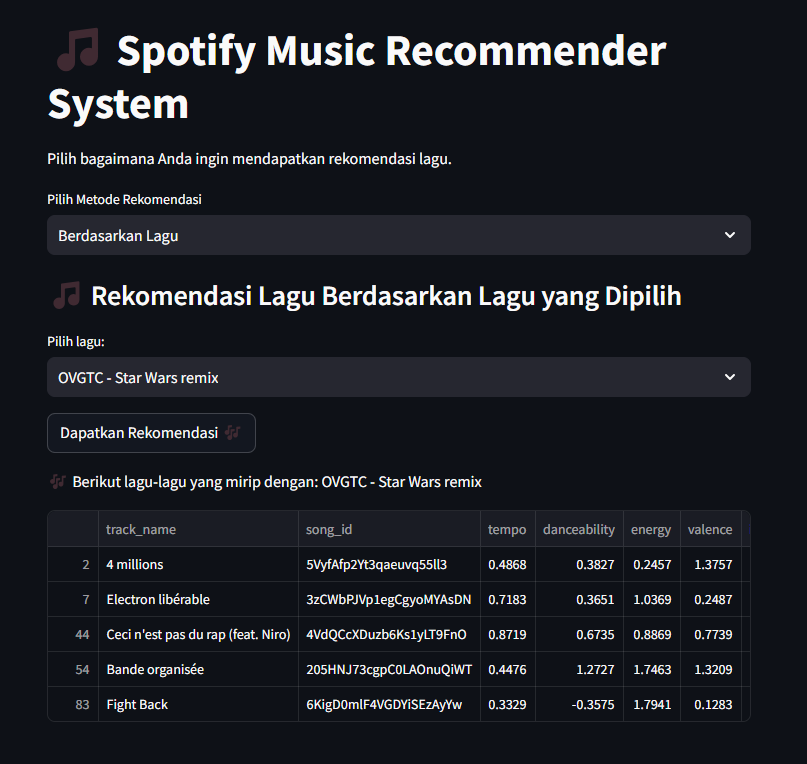 🎵 Spotify Music Recommender
System
Pilih bagaimana Anda ingin mendapatkan rekomendasi lagu.
Pilih Metode Rekomendasi
Berdasarkan Lagu
🎵 Rekomendasi Lagu Berdasarkan Lagu yang Dipilih
Pilih lagu:
OVGTC - Star Wars remix
Dapatkan Rekomendasi 🎶
🎶 Berikut lagu-lagu yang mirip dengan: OVGTC - Star Wars remix
track_name song_id tempo danceability energy valence
2 4 millions 5VyfAfp2Yt3qaeuvq55ll3 0.4868 0.3827 0.2457 1.3757
7 Electron libérable 3zCWbPJVp1egCgyoMYAsDN 0.7183 0.3651 1.0369 0.2487
44 Ceci n'est pas du rap (feat. Niro) 4VdQCcXDuzb6Ks1yLT9FnO 0.8719 0.6735 0.8869 0.7739
54 Bande organisée 205HNJ73cgpC0LAOnuQiWT 0.4476 1.2727 1.7463 1.3209
83 Fight Back 6KigD0mlF4VGDYiSEzAyYw 0.3329 -0.3575 1.7941 0.1283